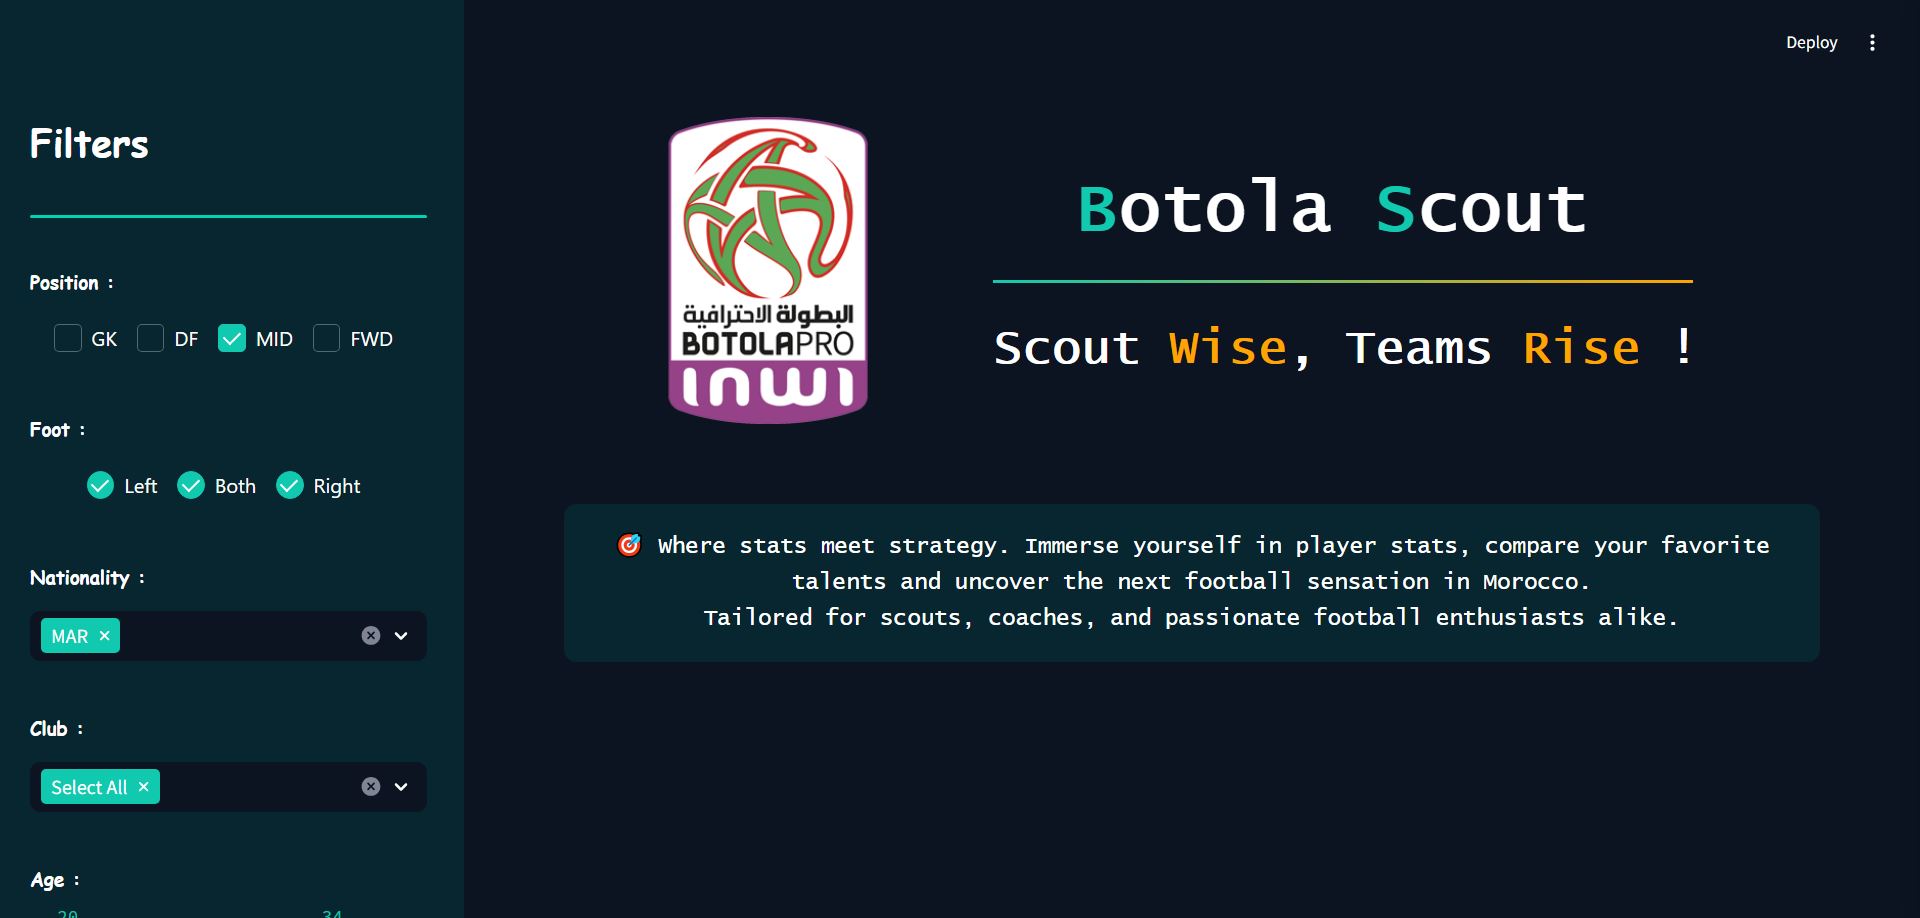 Deploy
Filters
Position :
GK DF MID FWD
Foot :
Left Both Right
Nationality :
MAR
Club :
Select All
Age :
20 34
البطولة الاحترافية
BOTOLAPRO
inwi
Botola Scout
Scout Wise, Teams Rise !
🎯 Where stats meet strategy. Immerse yourself in player stats, compare your favorite
talents and uncover the next football sensation in Morocco.
Tailored for scouts, coaches, and passionate football enthusiasts alike.